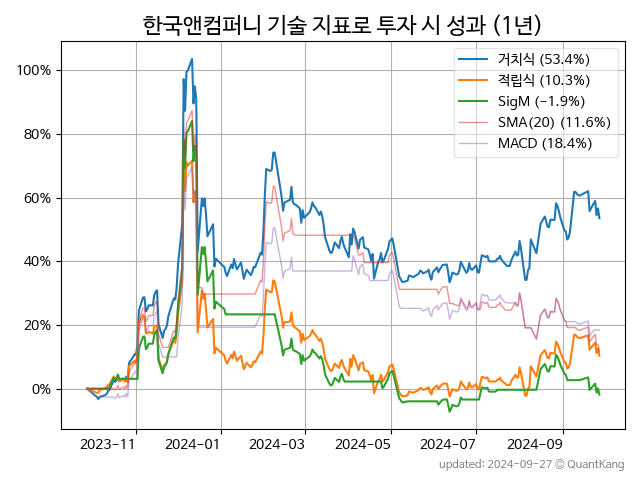 한국앤컴퍼니 기술 지표로 투자 시 성과 (1년)
거치식 (53.4%)
적립식 (10.3%)
SigM (−1.9%)
SMA(20) (11.6%)
MACD (18.4%)
100%
80%
60%
40%
20%
0%
2023-11 2024-01 2024-03 2024-05 2024-07 2024-09
updated: 2024-09-27 © QuantKang